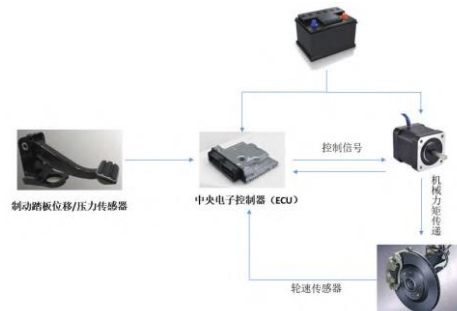 控制信号
制动踏板位移/压力传感器
中央电子控制器（ECU）
机械力矩传递
轮速传感器